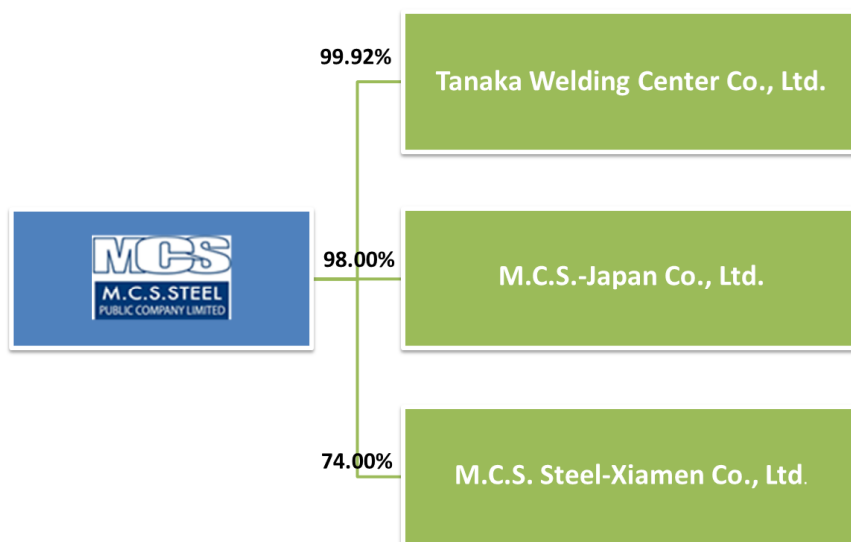 99.92%
Tanaka Welding Center Co., Ltd.
MCS
M.C.S.STEEL
PUBLIC COMPANY LIMITED
98.00%
M.C.S.-Japan Co., Ltd.
74.00%
M.C.S. Steel-Xiamen Co., Ltd.